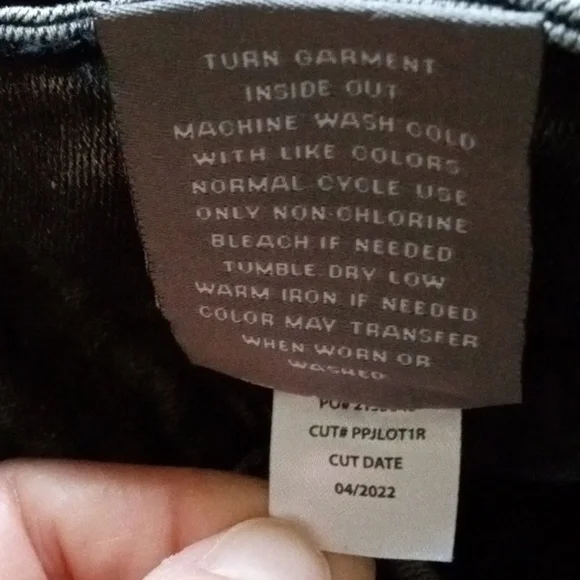 TURN GARMENT
INSIDE OUT
MACHINE WASH COLD
WITH LIKE COLORS
NORMAL CYCLE USE
ONLY NON-CHLORINE
BLEACH IF NEEDED
TUMBLE DRY LOW
WARM IRON IF NEEDED
COLOR MAY TRANSFER
WHEN WORN OR
WASHED
PO#
CUT# PPJLOT1R
CUT DATE
04/2022